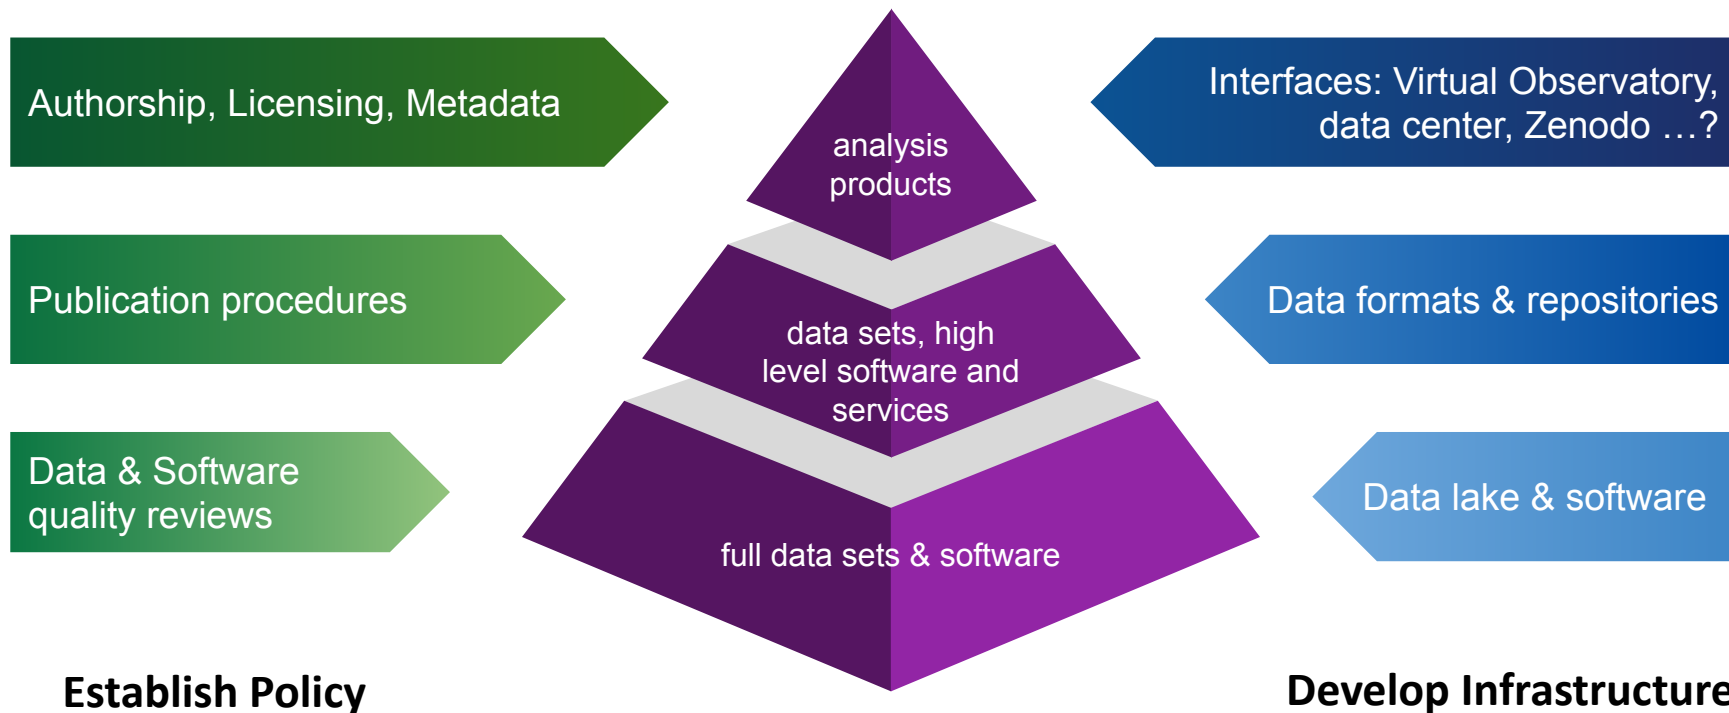 Authorship, Licensing, Metadata
analysis
products
Interfaces: Virtual Observatory,
data center, Zenodo …?
Publication procedures
data sets, high
level software and
services
Data formats & repositories
Data & Software
quality reviews
full data sets & software
Data lake & software
Establish Policy
Develop Infrastructure